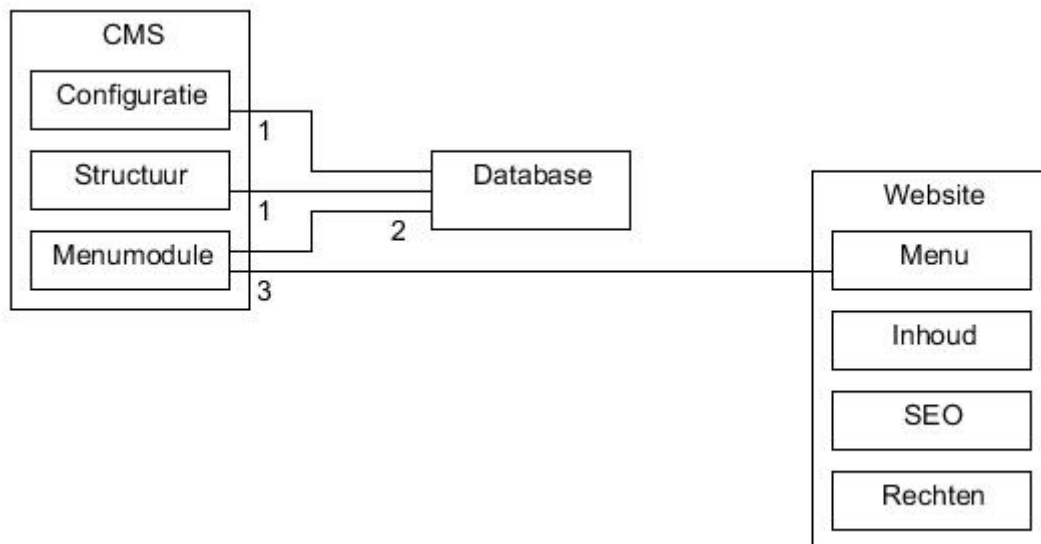 CMS
Configuratie
1
Structuur
1
Menumodule
3
2
Database
Website
Menu
Inhoud
SEO
Rechten